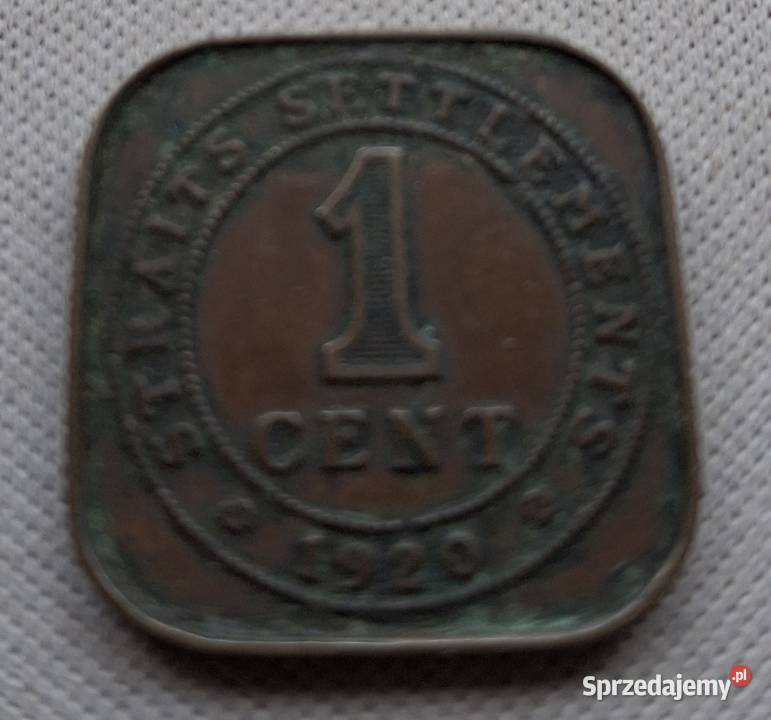 STRAITS SETTLEMENTS
1
CENT
1920
Sprzedajemy.pl